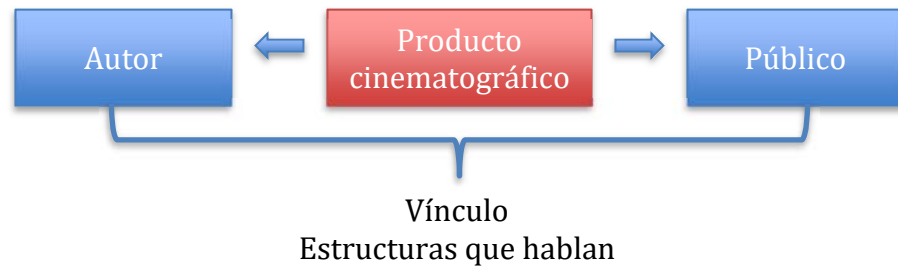 Autor
Producto
cinematográfico
Público
Vínculo
Estructuras que hablan